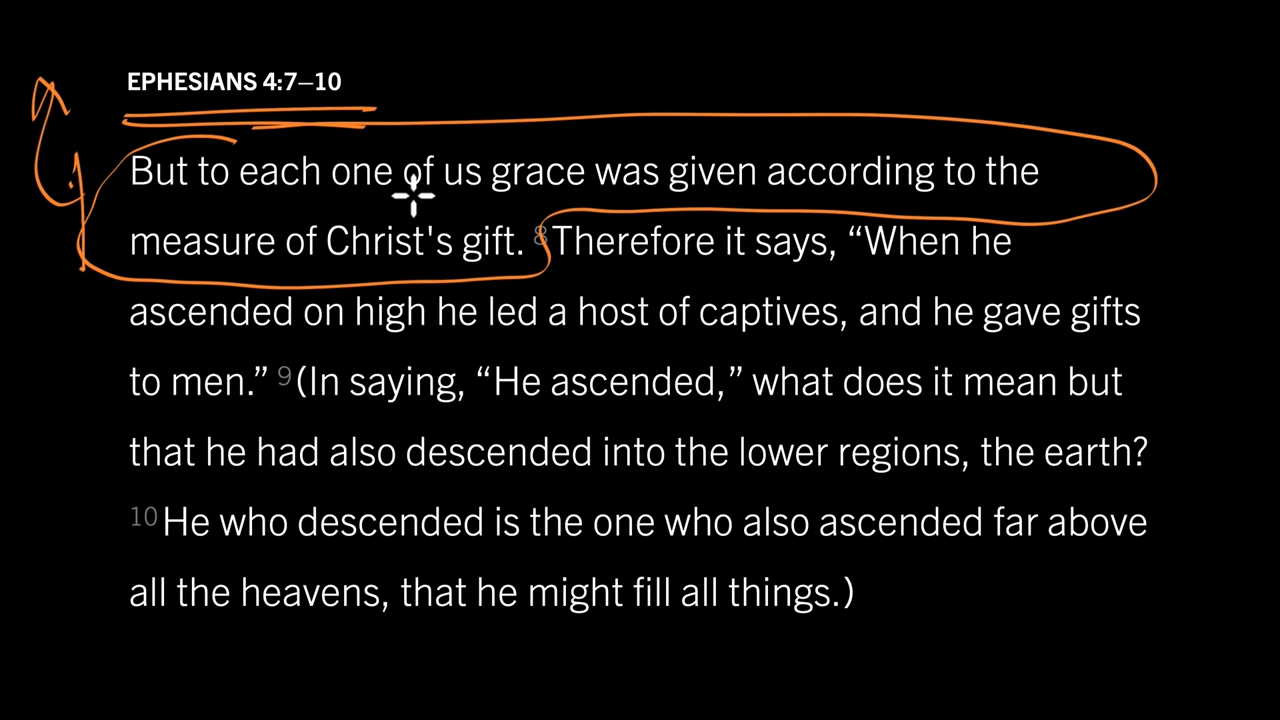 EPHESIANS 4:7–10
But to each one of us grace was given according to the
measure of Christ's gift. 8 Therefore it says, “When he
ascended on high he led a host of captives, and he gave gifts
to men.” 9 (In saying, “He ascended,” what does it mean but
that he had also descended into the lower regions, the earth?
10 He who descended is the one who also ascended far above
all the heavens, that he might fill all things.)